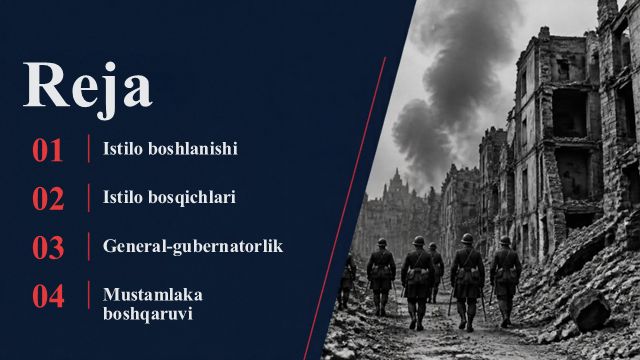 Reja
01 Istilo boshlanishi
02 Istilo bosqichlari
03 General-gubernatorlik
04 Mustamlaka
boshqaruvi